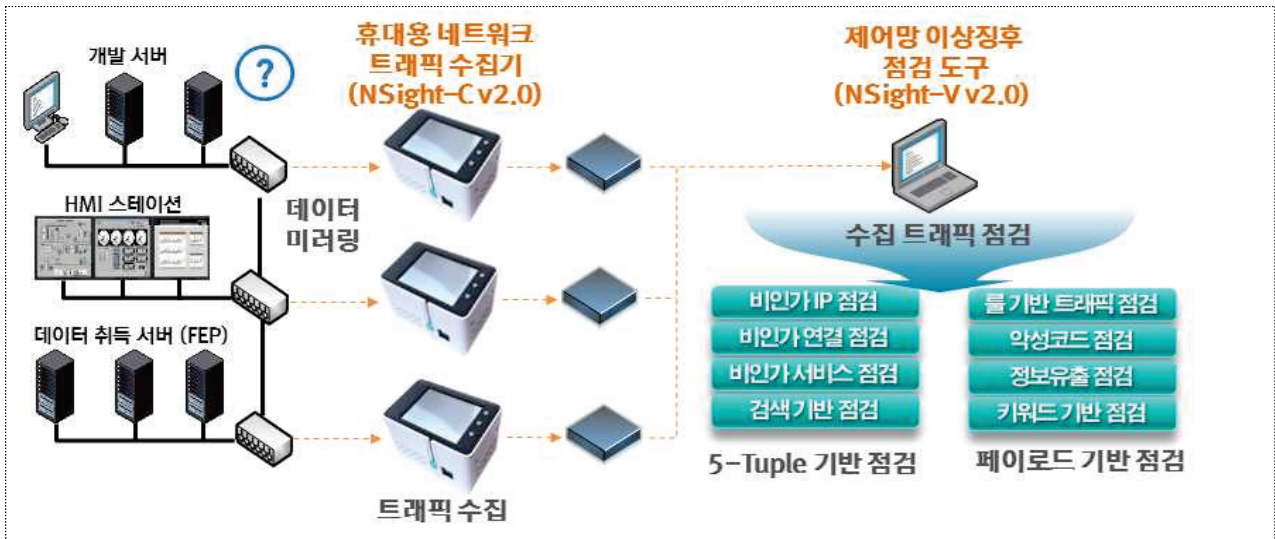 개발 서버
?
휴대용 네트워크
트래픽 수집기
(NSight-C v2.0)
제어망 이상징후
점검 도구
(NSight-V v2.0)
HMI 스테이션
데이터
미러링
수집 트래픽 점검
데이터 취득 서버 (FEP)
비인가 IP 점검
비인가 연결 점검
비인가 서비스 점검
검색 기반 점검
룰 기반 트래픽 점검
악성코드 점검
정보유출 점검
키워드 기반 점검
5-Tuple 기반 점검
페이로드 기반 점검
트래픽 수집